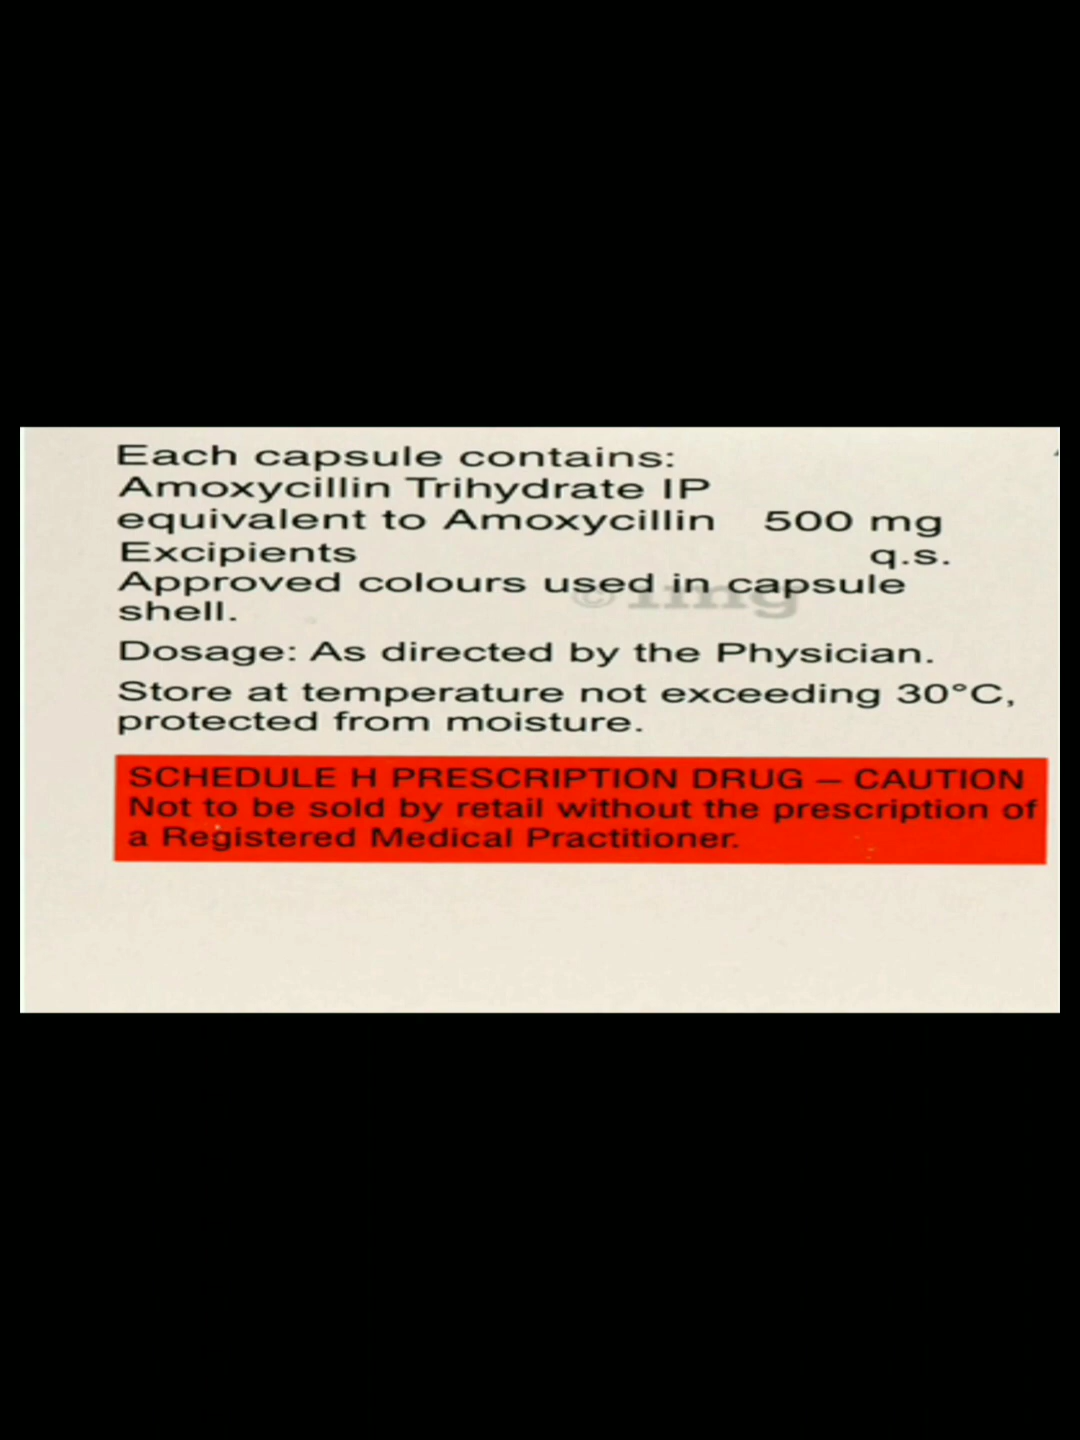 Each capsule contains:
Amoxycillin Trihydrate IP
equivalent to Amoxycillin 500 mg
Excipients q.s.
Approved colours used in capsule
shell.
©1mg
Dosage: As directed by the Physician.
Store at temperature not exceeding 30°C,
protected from moisture.
SCHEDULE H PRESCRIPTION DRUG – CAUTION
Not to be sold by retail without the prescription of
a Registered Medical Practitioner.